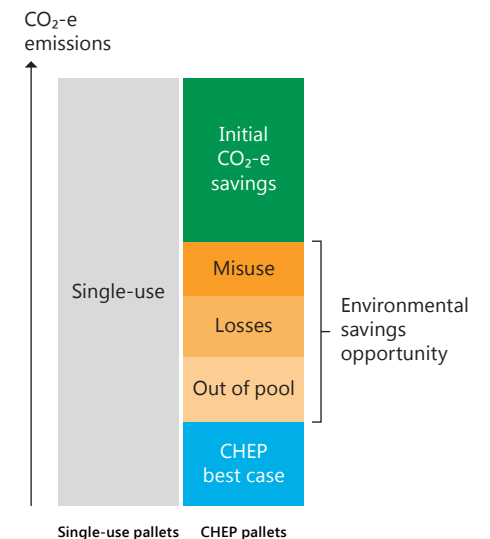 CO₂-e
emissions
Initial
CO₂-e
savings
Misuse
Single-use
Losses
Environmental
savings
opportunity
Out of pool
CHEP
best case
Single-use pallets
CHEP pallets